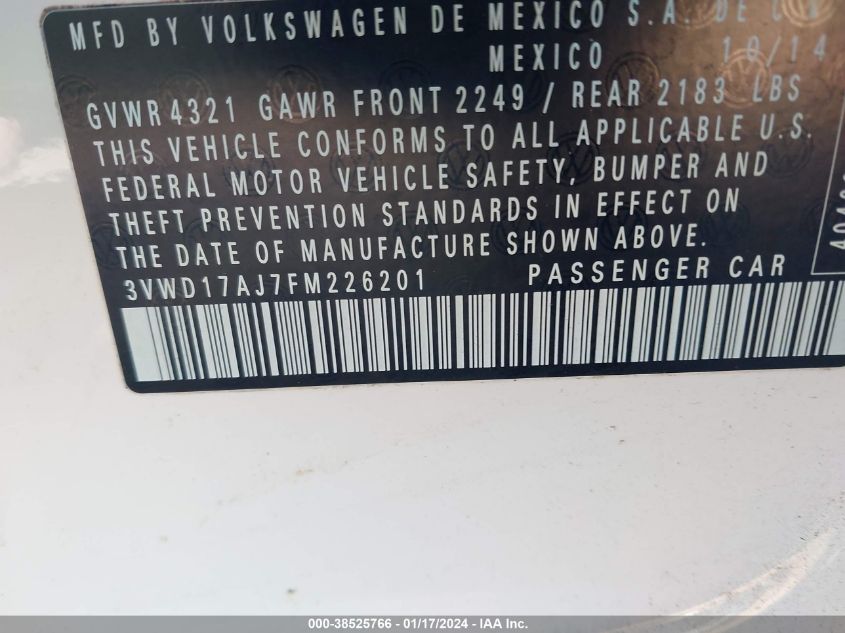 MFD BY VOLKSWAGEN DE MEXICO S.A. DE C.V.
MEXICO 10/14
GVWR 4321 GAWR FRONT 2249 / REAR 2183 LBS
THIS VEHICLE CONFORMS TO ALL APPLICABLE U.S.
FEDERAL MOTOR VEHICLE SAFETY, BUMPER AND
THEFT PREVENTION STANDARDS IN EFFECT ON
THE DATE OF MANUFACTURE SHOWN ABOVE.
3VWD17AJ7FM226201 PASSENGER CAR
000-38525766 - 01/17/2024 - IAA Inc.